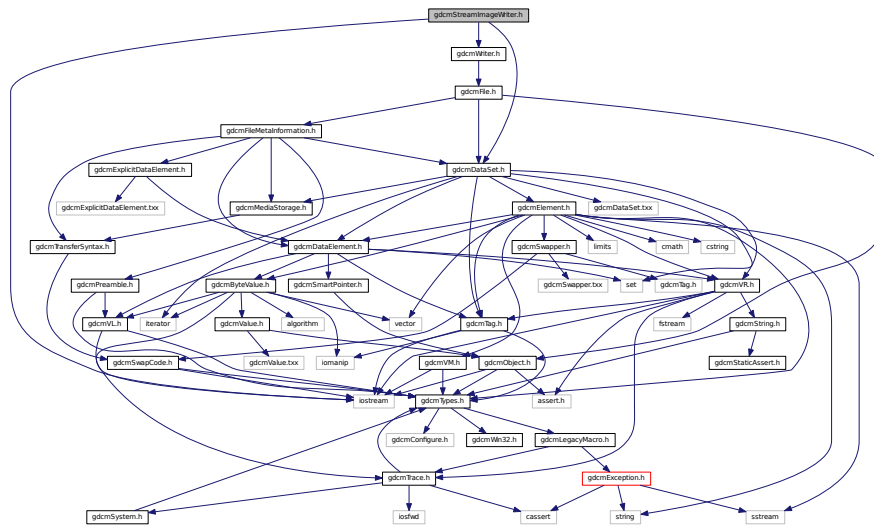 gdcmStreamImageWriter.h
gdcmWriter.h
gdcmFile.h
gdcmFileMetaInformation.h
gdcmExplicitDataElement.h
gdcmDataSet.h
gdcmExplicitDataElement.txx
gdcmMediaStorage.h
gdcmElement.h
gdcmDataSet.txx
gdcmTransferSyntax.h
gdcmDataElement.h
gdcmSwapper.h
limits
cmath
cstring
gdcmPreamble.h
gdcmByteValue.h
gdcmSmartPointer.h
gdcmSwapper.txx
set
gdcmTag.h
gdcmVR.h
gdcmVL.h
iterator
gdcmValue.h
algorithm
vector
gdcmTag.h
fstream
gdcmString.h
gdcmSwapCode.h
gdcmValue.txx
iomanip
gdcmVM.h
gdcmObject.h
gdcmStaticAssert.h
iostream
iostream
gdcmTypes.h
assert.h
gdcmConfigure.h
gdcmWin32.h
gdcmLegacyMacro.h
gdcmTrace.h
gdcmException.h
gdcmSystem.h
iosfwd
cassert
string
sstream